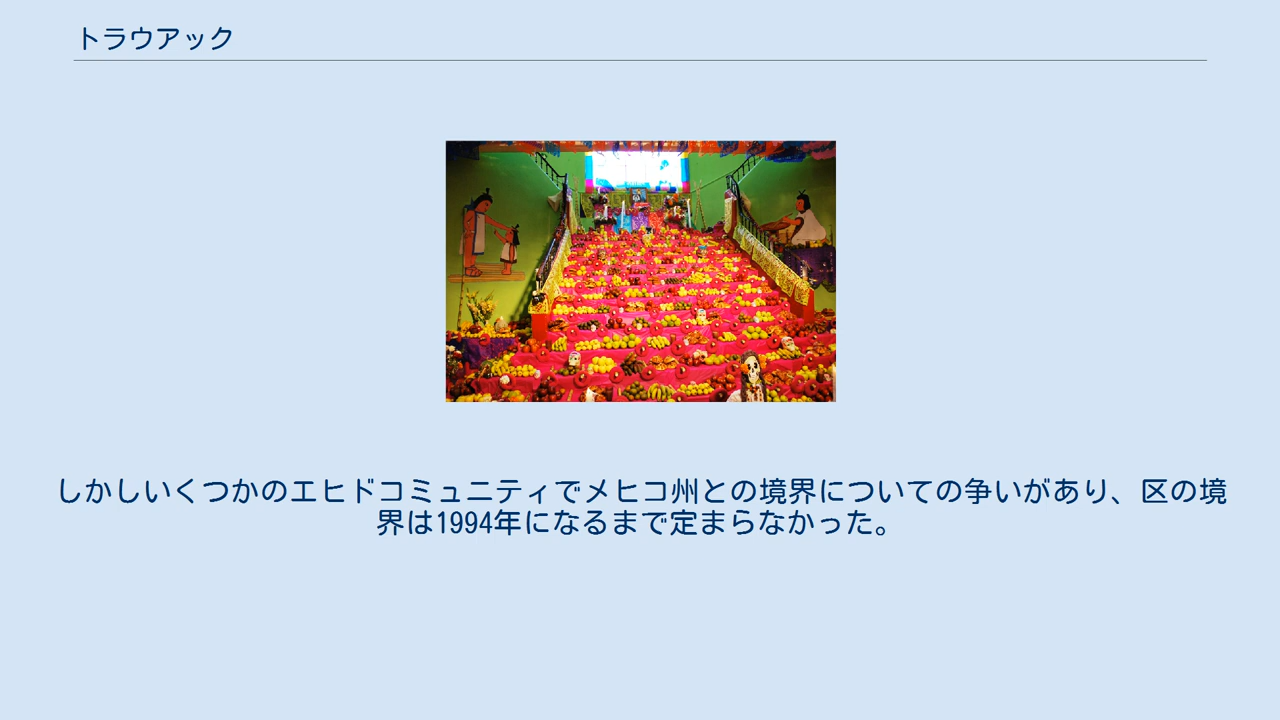 トラウアック
しかしいくつかのエヒドコミュニティでメヒコ州との境界についての争いがあり、区の境
界は1994年になるまで定まらなかった。